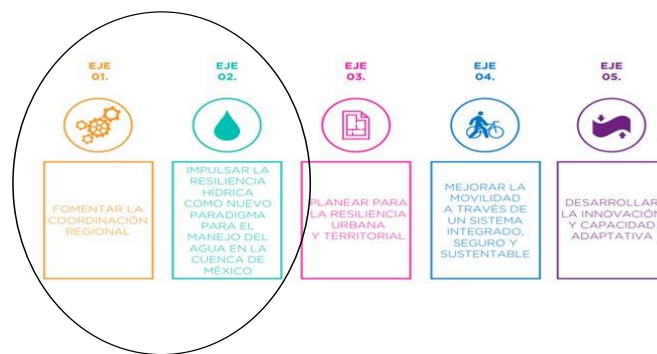 EJE
01.
EJE
02.
EJE
03.
EJE
04.
EJE
05.
FOMENTAR LA
COORDINACIÓN
REGIONAL
IMPULSAR LA
RESILIENCIA
HÍDRICA
COMO NUEVO
PARADIGMA
PARA EL
MANEJO DEL
AGUA EN LA
CUENCA DE
MÉXICO
PLANEAR PARA
LA RESILIENCIA
URBANA
Y TERRITORIAL
MEJORAR LA
MOVILIDAD
A TRAVÉS DE
UN SISTEMA
INTEGRADO,
SEGURO Y
SUSTENTABLE
DESARROLLAR
LA INNOVACIÓN
Y CAPACIDAD
ADAPTATIVA